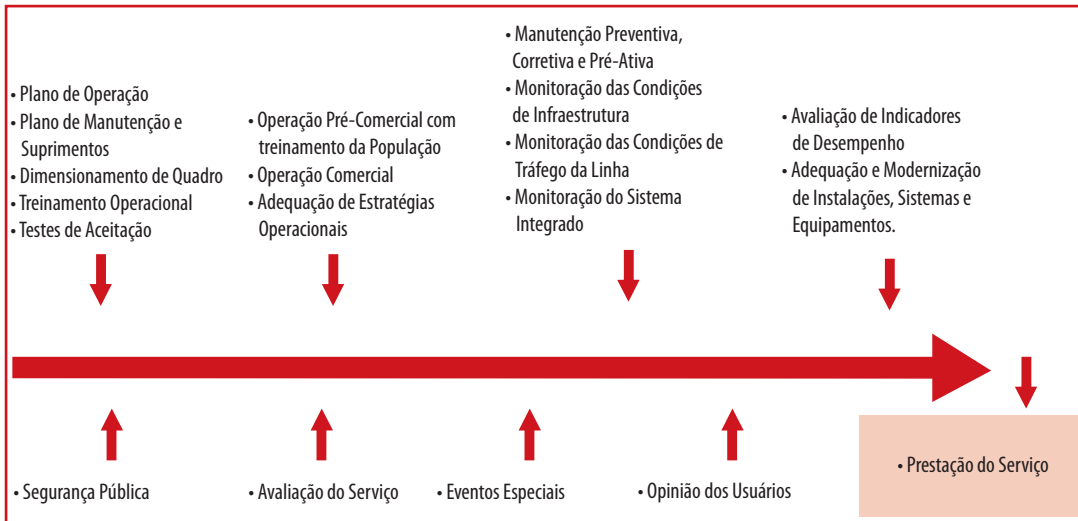 • Plano de Operação
• Plano de Manutenção e
Suprimentos
• Dimensionamento de Quadro
• Treinamento Operacional
• Testes de Aceitação
• Operação Pré-Comercial com
treinamento da População
• Operação Comercial
• Adequação de Estratégias
Operacionais
• Manutenção Preventiva,
Corretiva e Pré-Ativa
• Monitoração das Condições
de Infraestrutura
• Monitoração das Condições de
Tráfego da Linha
• Monitoração do Sistema
Integrado
• Avaliação de Indicadores
de Desempenho
• Adequação e Modernização
de Instalações, Sistemas e
Equipamentos.
• Segurança Pública
• Avaliação do Serviço
• Eventos Especiais
• Opinião dos Usuários
• Prestação do Serviço